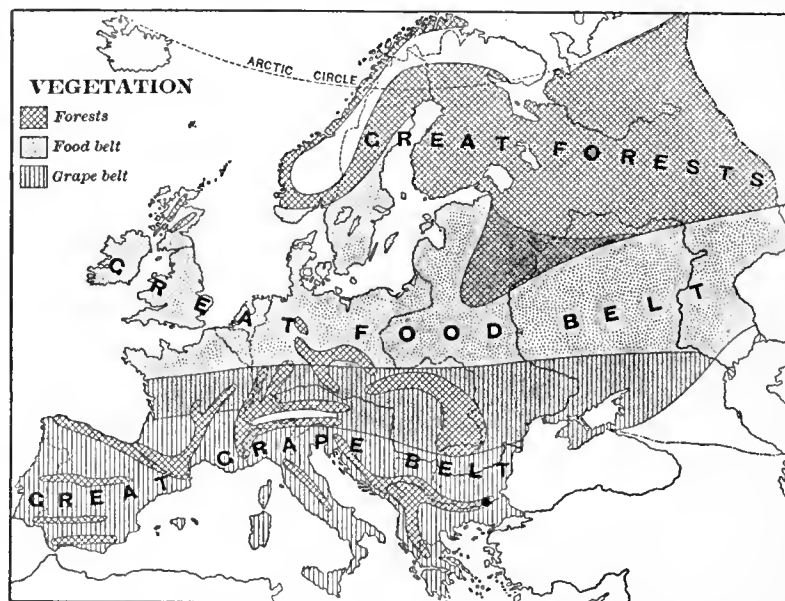 ARCTIC CIRCLE
VEGETATION
Forests
Food belt
Grape belt
GREAT FORESTS
GREAT FOOD BELT
GREAT GRAPE BELT